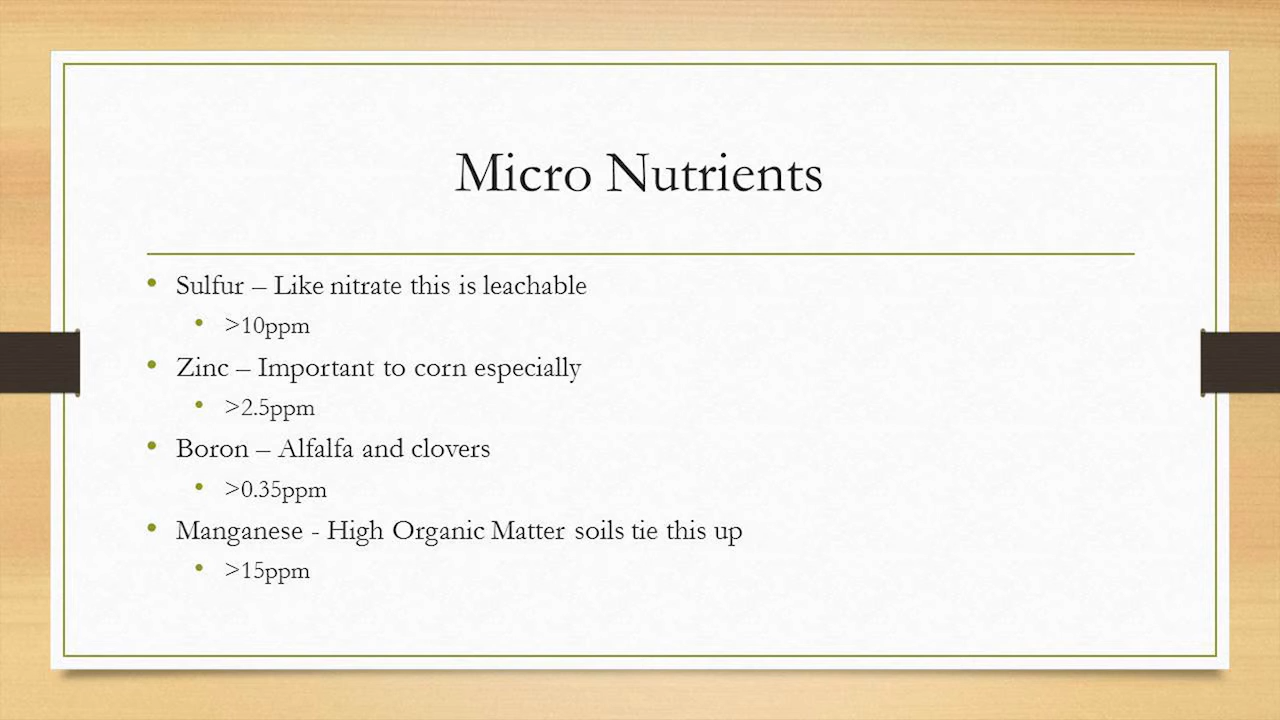 Micro Nutrients
• Sulfur – Like nitrate this is leachable
• >10ppm
• Zinc – Important to corn especially
• >2.5ppm
• Boron – Alfalfa and clovers
• >0.35ppm
• Manganese - High Organic Matter soils tie this up
• >15ppm